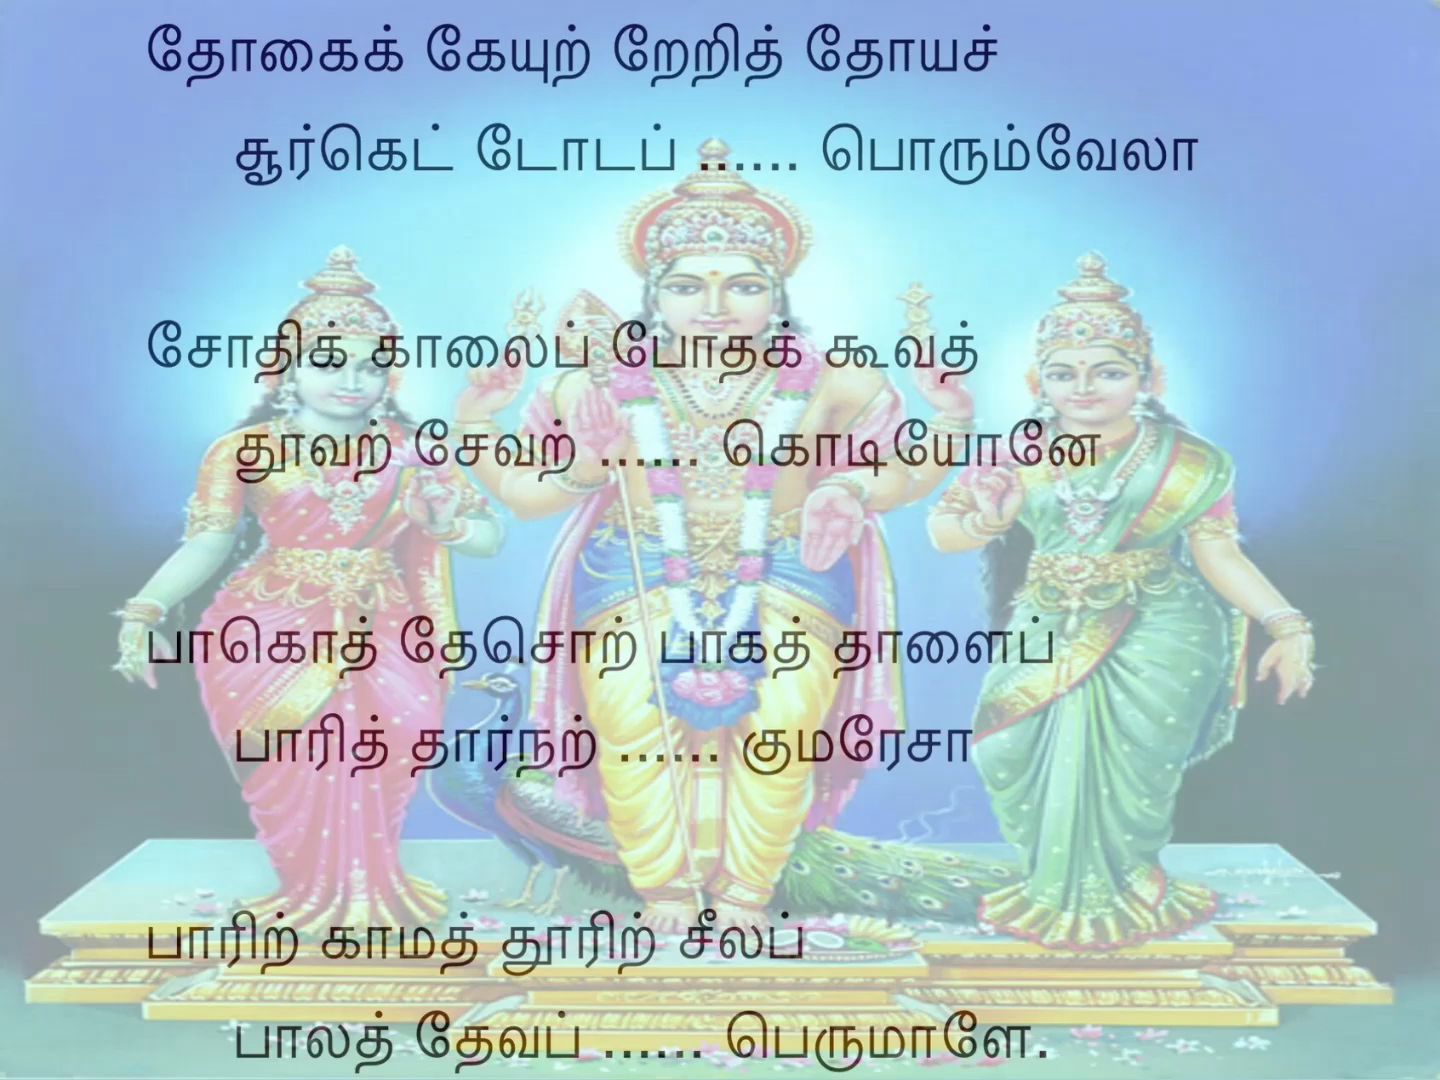 தோகைக் கேயுற் றேறித் தோயச்
சூர்கெட் டோடப் ...... பொரும்வேலா
சோதிக் காலைப் போதக் கூவத்
தூவற் சேவற் ...... கொடியோனே
பாகொத் தேசொற் பாகத் தாளைப்
பாரித் தார்நற் ...... குமரேசா
பாரிற் காமத் தூரிற் சீலப்
பாலத் தேவப் ...... பெருமாளே.